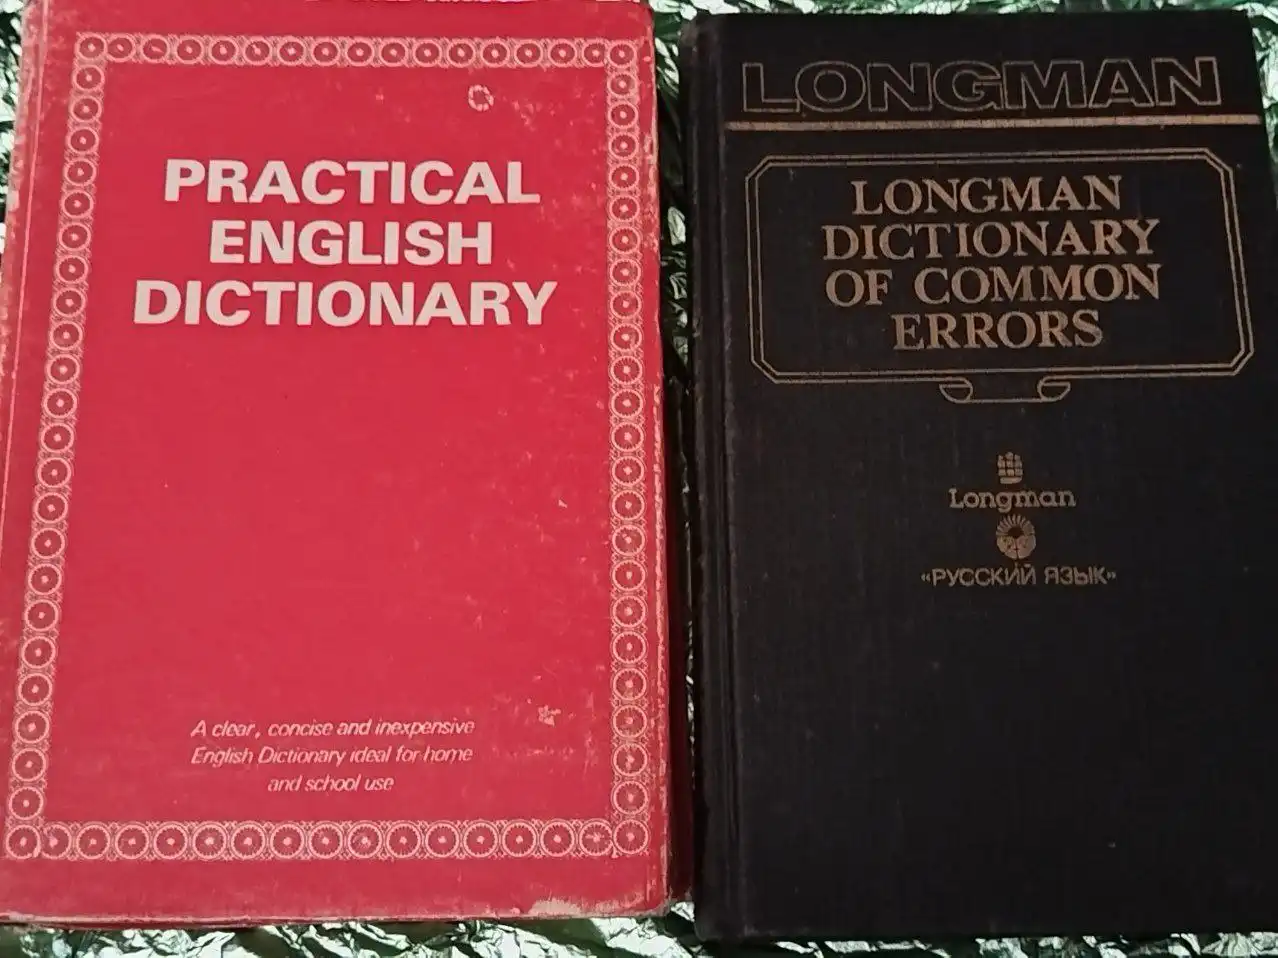 PRACTICAL
ENGLISH
DICTIONARY
A clear, concise and inexpensive
English Dictionary ideal for home
and school use
LONGMAN
LONGMAN
DICTIONARY
OF COMMON
ERRORS
Longman
«РУССКИЙ ЯЗЫК»